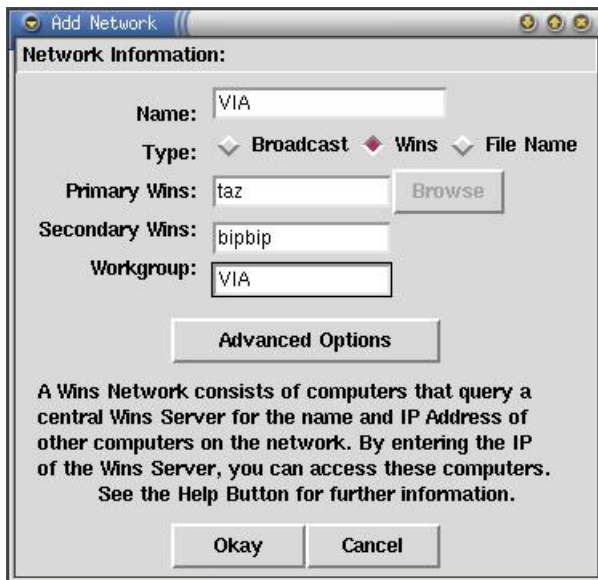 Add Network
Network Information:
Name: VIA
Type: Broadcast Wins File Name
Primary Wins: taz Browse
Secondary Wins: bipbip
Workgroup: VIA
Advanced Options
A Wins Network consists of computers that query a
central Wins Server for the name and IP Address of
other computers on the network. By entering the IP
of the Wins Server, you can access these computers.
See the Help Button for further information.
Okay Cancel